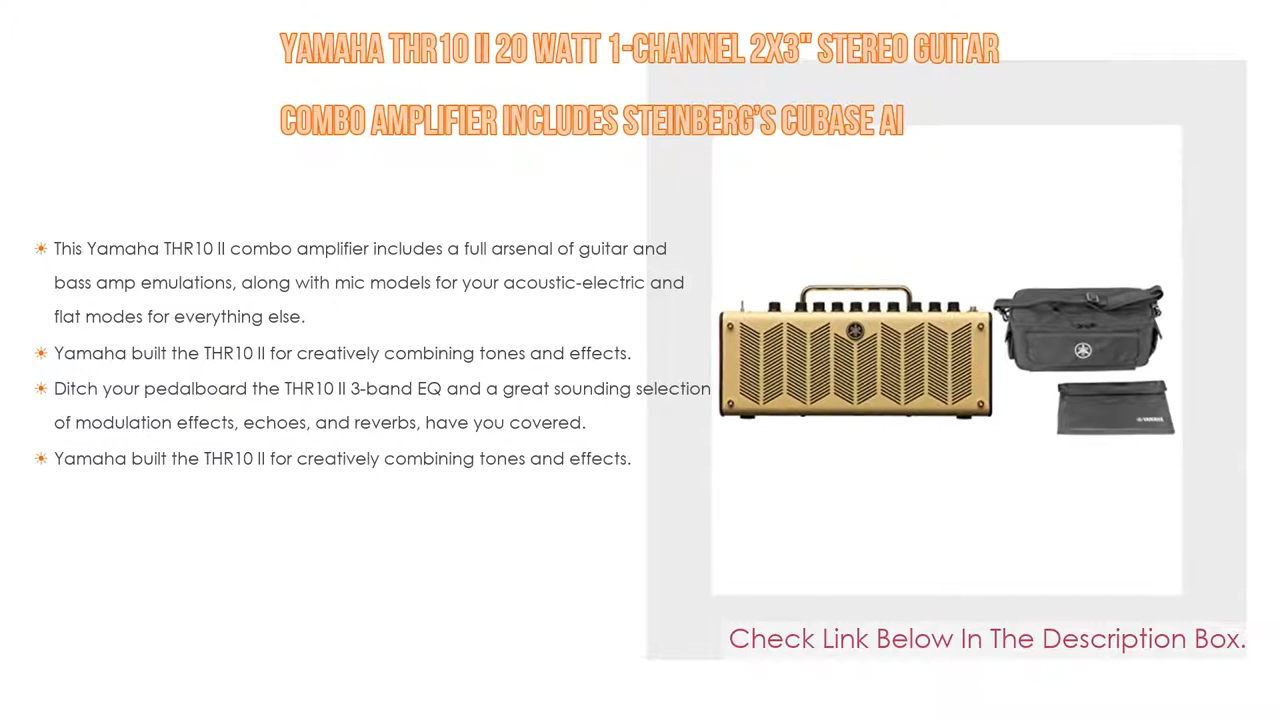 YAMAHA THR10 II 20 WATT 1-CHANNEL 2X3" STEREO GUITAR
COMBO AMPLIFIER INCLUDES STEINBERG'S CUBASE AI
This Yamaha THR10 II combo amplifier includes a full arsenal of guitar and
bass amp emulations, along with mic models for your acoustic-electric and
flat modes for everything else.
Yamaha built the THR10 II for creatively combining tones and effects.
Ditch your pedalboard the THR10 II 3-band EQ and a great sounding selection
of modulation effects, echoes, and reverbs, have you covered.
Yamaha built the THR10 II for creatively combining tones and effects.
YAMAHA
Check Link Below In The Description Box.